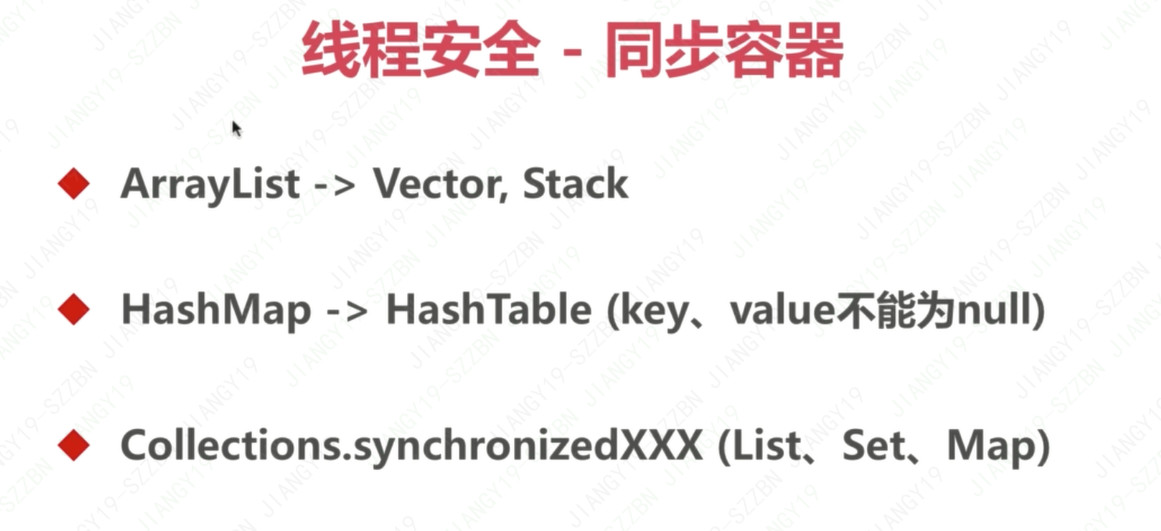 线程安全 - 同步容器
ArrayList -> Vector, Stack
HashMap -> HashTable (key、value不能为null)
Collections.synchronizedXXX (List、Set、Map)
JIANGY19-SZZBN